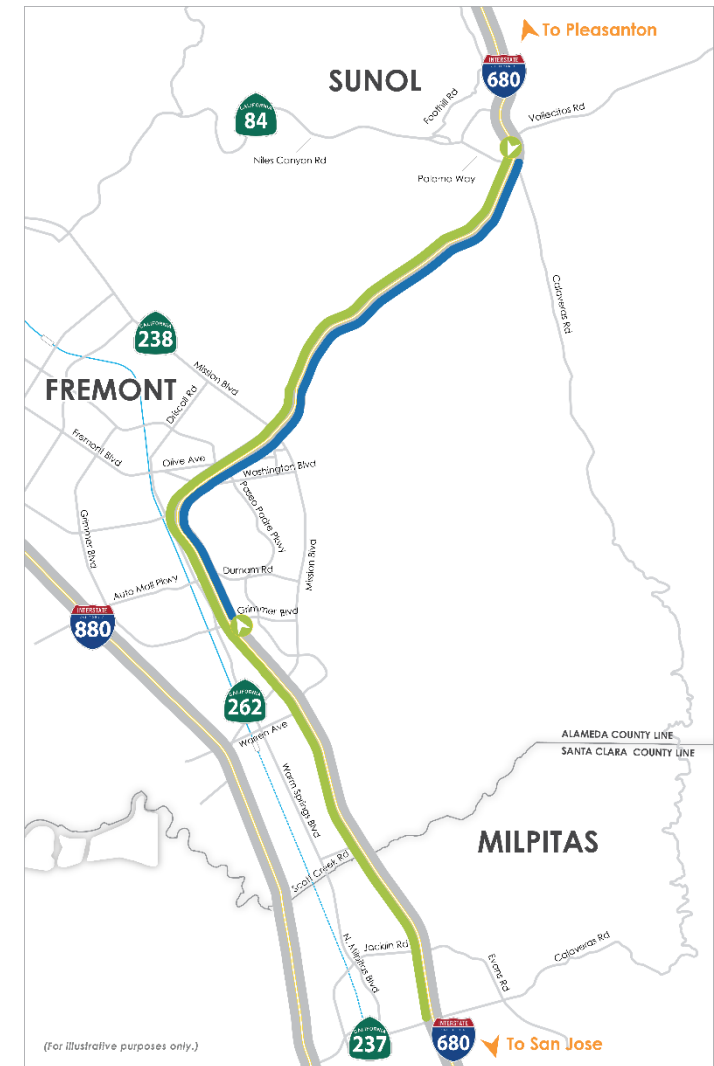 To Pleasanton
INTERSTATE
680
SUNOL
CALIFORNIA
84
Foothill Rd
Vallecitos Rd
Niles Canyon Rd
Paloma Way
Calaveras Rd
CALIFORNIA
238
Mission Blvd
FREMONT
Driscoll Rd
Fremont Blvd
Olive Ave
Washington Blvd
Paseo Padre Pkwy
Grimmer Blvd
Mission Blvd
Durham Rd
Auto Mall Pkwy
Grimmer Blvd
INTERSTATE
880
CALIFORNIA
262
Warren Ave
ALAMEDA COUNTY LINE
SANTA CLARA COUNTY LINE
Warm Springs Blvd
MILPITAS
Scott Creek Rd
N. Milpitas Blvd
Jacklin Rd
Evans Rd
Calaveras Rd
(For illustrative purposes only.)
CALIFORNIA
237
INTERSTATE
680
To San Jose